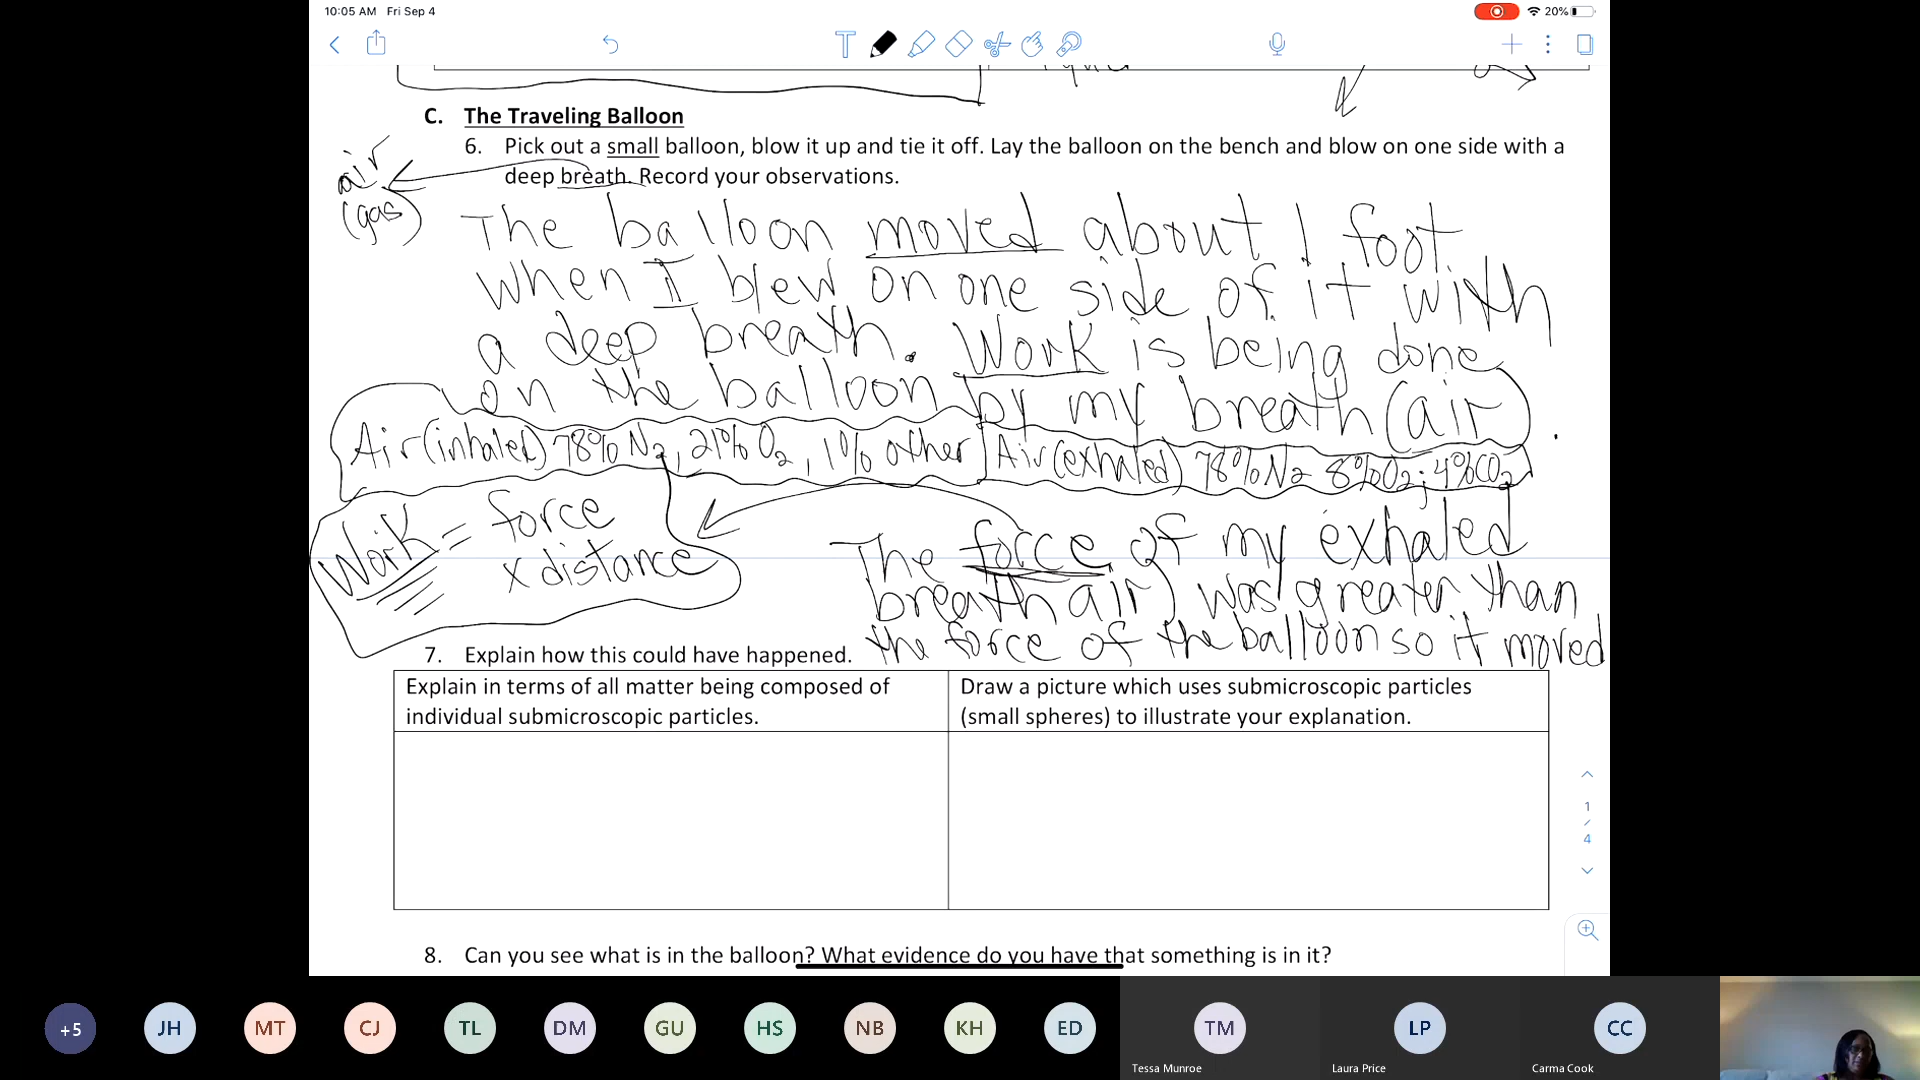 10:05 AM Fri Sep 4
20%
C. The Traveling Balloon
6. Pick out a small balloon, blow it up and tie it off. Lay the balloon on the bench and blow on one side with a
deep breath. Record your observations.
air
(gas)
The balloon moved about 1 foot
when I blew on one side of it with
a deep breath. Work is being done
on the balloon by my breath (air)
Air (inhaled) 78% N2, 21% O2, 1% other
Air (exhaled) 78% N2 8% O2; 4% CO2
Work = force
x distance
The force of my exhaled
breath air) was greater than
the force of the balloon so it moved
7. Explain how this could have happened.
Explain in terms of all matter being composed of
individual submicroscopic particles.
Draw a picture which uses submicroscopic particles
(small spheres) to illustrate your explanation.
1
/
4
8. Can you see what is in the balloon? What evidence do you have that something is in it?
+5 JH MT CJ TL DM GU HS NB KH ED TM LP CC
Tessa Munroe Laura Price Carma Cook